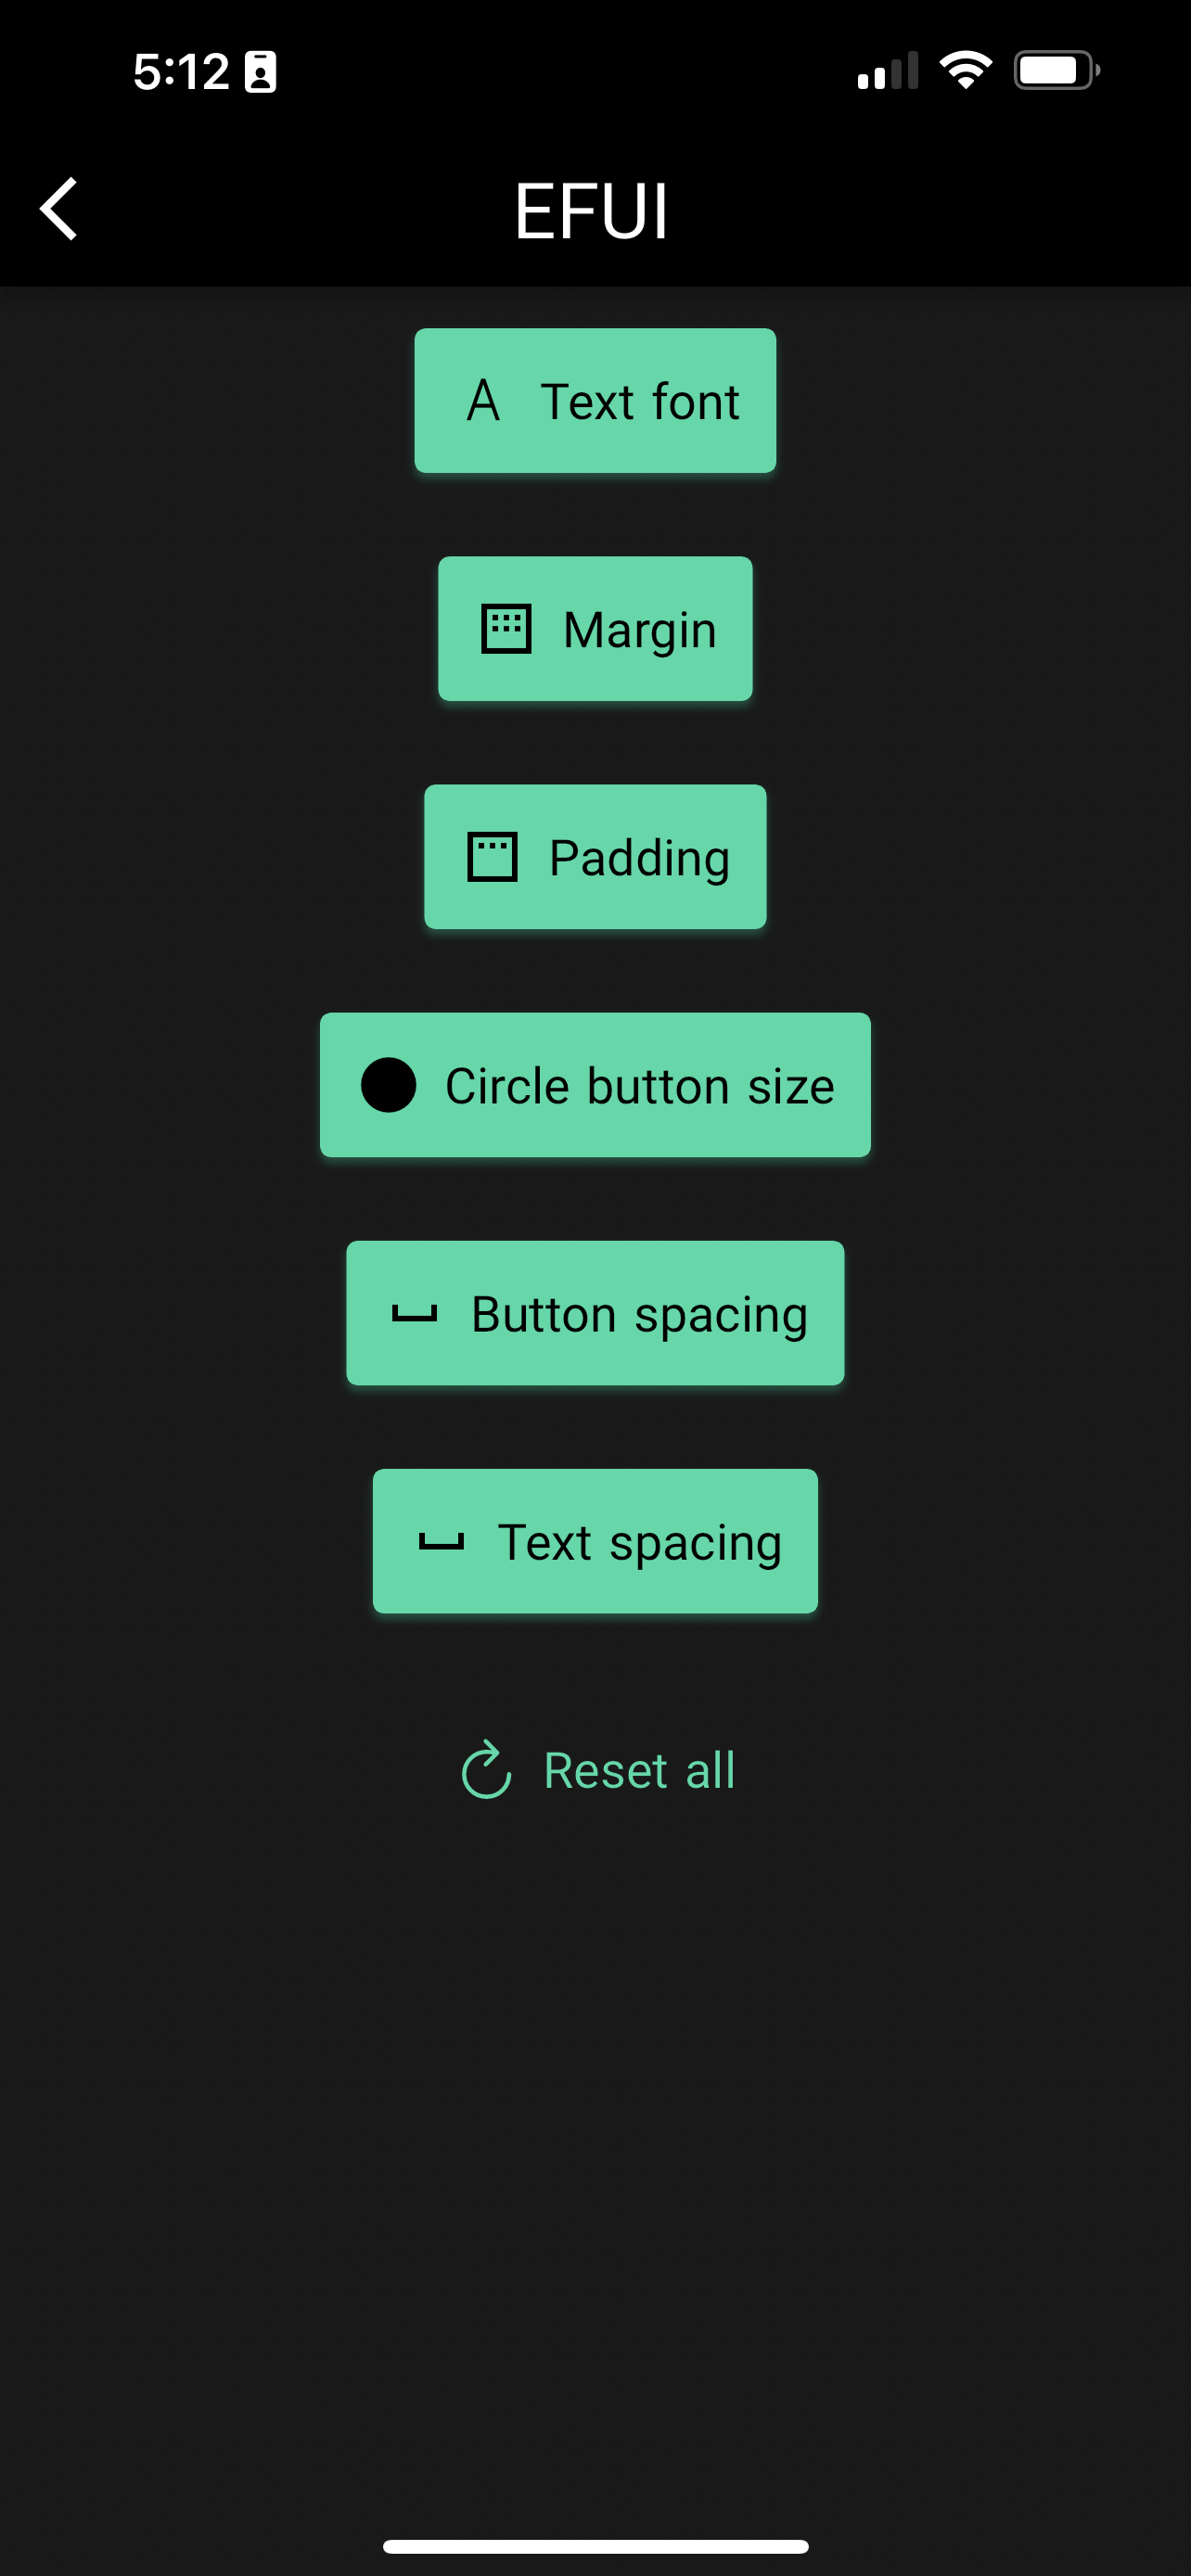 5:12
EFUI
A Text font
Margin
Padding
Circle button size
Button spacing
Text spacing
Reset all